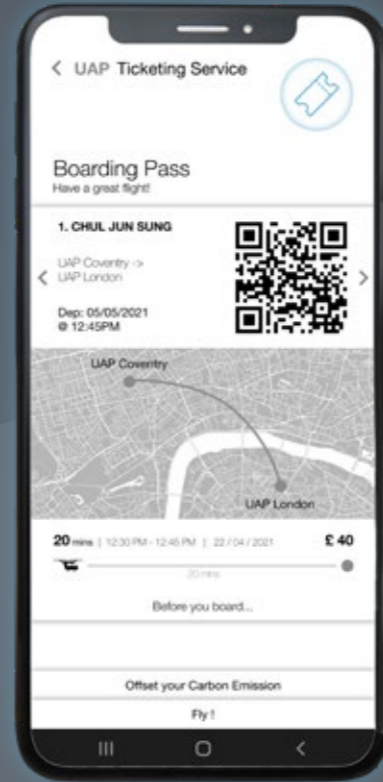 UAP Ticketing Service
Boarding Pass
Have a great flight!
1. CHUL JUN SUNG
UAP Coventry ->
UAP London
Dep: 05/05/2021
@ 12:45PM
UAP Coventry
UAP London
20 mins | 12:30 PM - 12:45 PM | 22 / 04 / 2021 £ 40
20 mins
Before you board...
Offset your Carbon Emission
Fly !